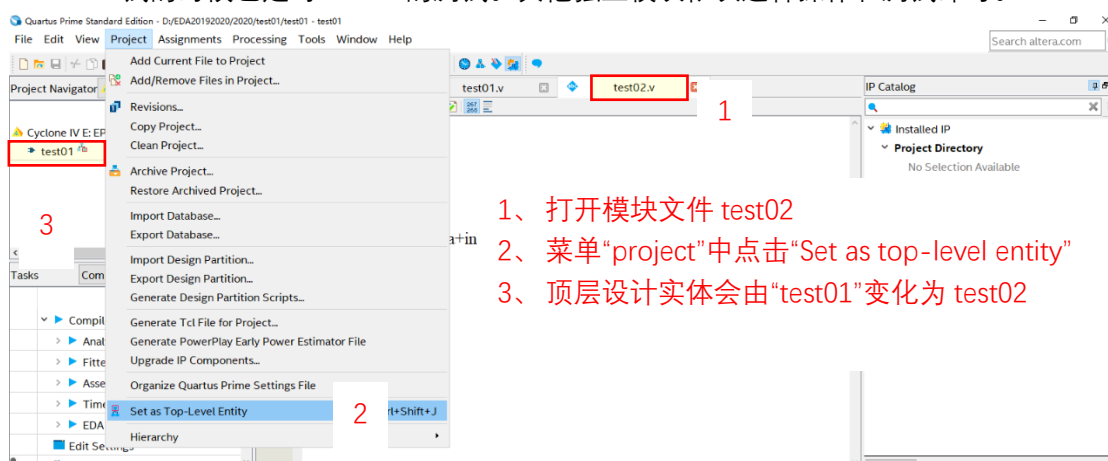 Quartus Prime Standard Edition - D:/EDA20192020/2020/test01/test01 - test01
File Edit View Project Assignments Processing Tools Window Help
Search altera.com
Add Current File to Project
Add/Remove Files in Project...
Revisions...
Copy Project...
Clean Project...
Archive Project...
Restore Archived Project...
Import Database...
Export Database...
Import Design Partition...
Export Design Partition...
Generate Design Partition Scripts...
Generate Tcl File for Project...
Generate PowerPlay Early Power Estimator File
Upgrade IP Components...
Organize Quartus Prime Settings File
Set as Top-Level Entity
2
rl+Shift+J
Hierarchy
Project Navigator
Cyclone IV E: EP
test01
3
Tasks
Com
Compil
Anal
Fitte
Asse
Time
EDA
Edit Settings
test01.v
test02.v
1
267
268
a+in
IP Catalog
Installed IP
Project Directory
No Selection Available
1、 打开模块文件 test02
2、 菜单“project”中点击“Set as top-level entity”
3、 顶层设计实体会由“test01”变化为 test02